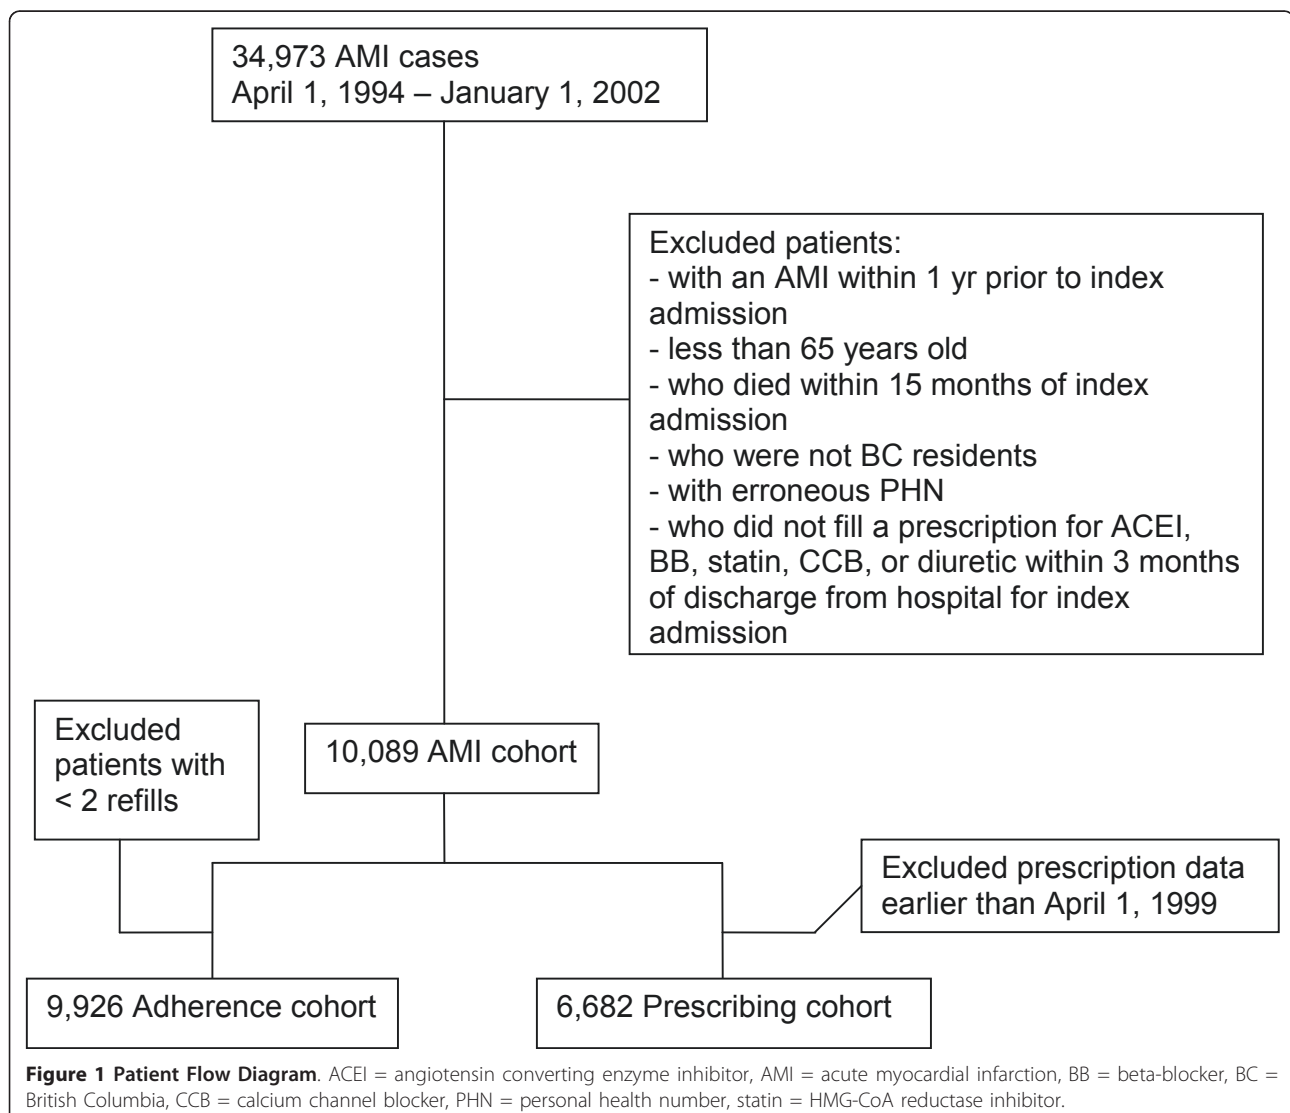 34,973 AMI cases
April 1, 1994 – January 1, 2002
Excluded patients:
- with an AMI within 1 yr prior to index
admission
- less than 65 years old
- who died within 15 months of index
admission
- who were not BC residents
- with erroneous PHN
- who did not fill a prescription for ACEI,
BB, statin, CCB, or diuretic within 3 months
of discharge from hospital for index
admission
Excluded
patients with
< 2 refills
10,089 AMI cohort
Excluded prescription data
earlier than April 1, 1999
9,926 Adherence cohort
6,682 Prescribing cohort
Figure 1 Patient Flow Diagram. ACEI = angiotensin converting enzyme inhibitor, AMI = acute myocardial infarction, BB = beta-blocker, BC =
British Columbia, CCB = calcium channel blocker, PHN = personal health number, statin = HMG-CoA reductase inhibitor.